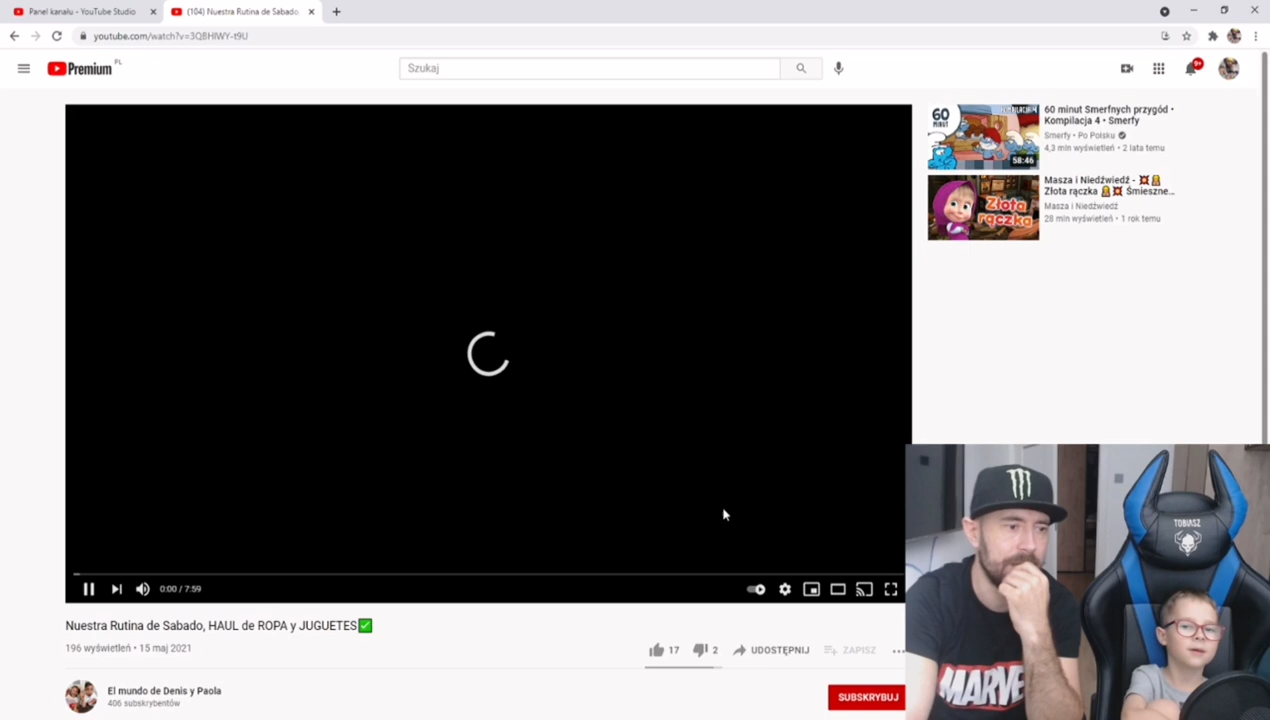 Panel kanału - YouTube Studio
(104) Nuestra Rutina de Sabado,
youtube.com/watch?v=3Q8HIWY-t9U
Premium PL
Szukaj
9+
60 MINUT
58:46
60 minut Smerfnych przygód •
Kompilacja 4 • Smerfy
Smerfy • Po Polsku
4,3 mln wyświetleń • 2 lata temu
Złota
rączka
Masza i Niedźwiedź - 💥👷
Złota rączka 👷💥 Śmieszne...
Masza i Niedźwiedź
28 mln wyświetleń • 1 rok temu
0:00 / 7:59
Nuestra Rutina de Sabado, HAUL de ROPA y JUGUETES✅
196 wyświetleń • 15 maj 2021
17
2
UDOSTĘPNIJ
ZAPISZ
El mundo de Denis y Paola
406 subskrybentów
SUBSKRYBUJ
TOBIASZ
MARVEL